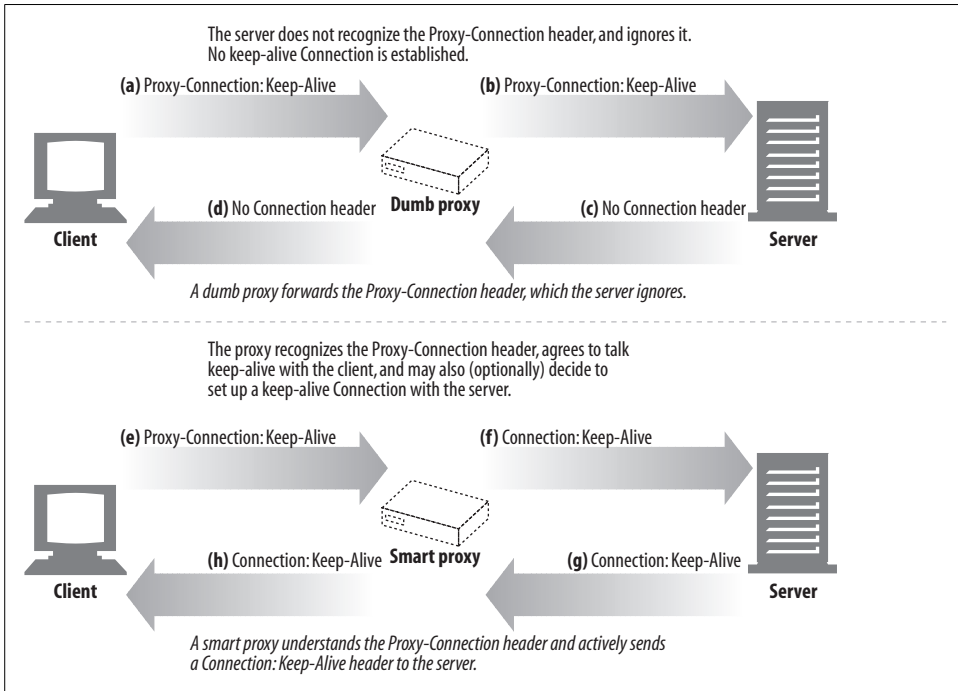 The server does not recognize the Proxy-Connection header, and ignores it.
No keep-alive Connection is established.
(a) Proxy-Connection: Keep-Alive
(b) Proxy-Connection: Keep-Alive
(d) No Connection header
Dumb proxy
(c) No Connection header
Client
Server
A dumb proxy forwards the Proxy-Connection header, which the server ignores.
The proxy recognizes the Proxy-Connection header, agrees to talk
keep-alive with the client, and may also (optionally) decide to
set up a keep-alive Connection with the server.
(e) Proxy-Connection: Keep-Alive
(f) Connection: Keep-Alive
(h) Connection: Keep-Alive
Smart proxy
(g) Connection: Keep-Alive
Client
Server
A smart proxy understands the Proxy-Connection header and actively sends
a Connection: Keep-Alive header to the server.